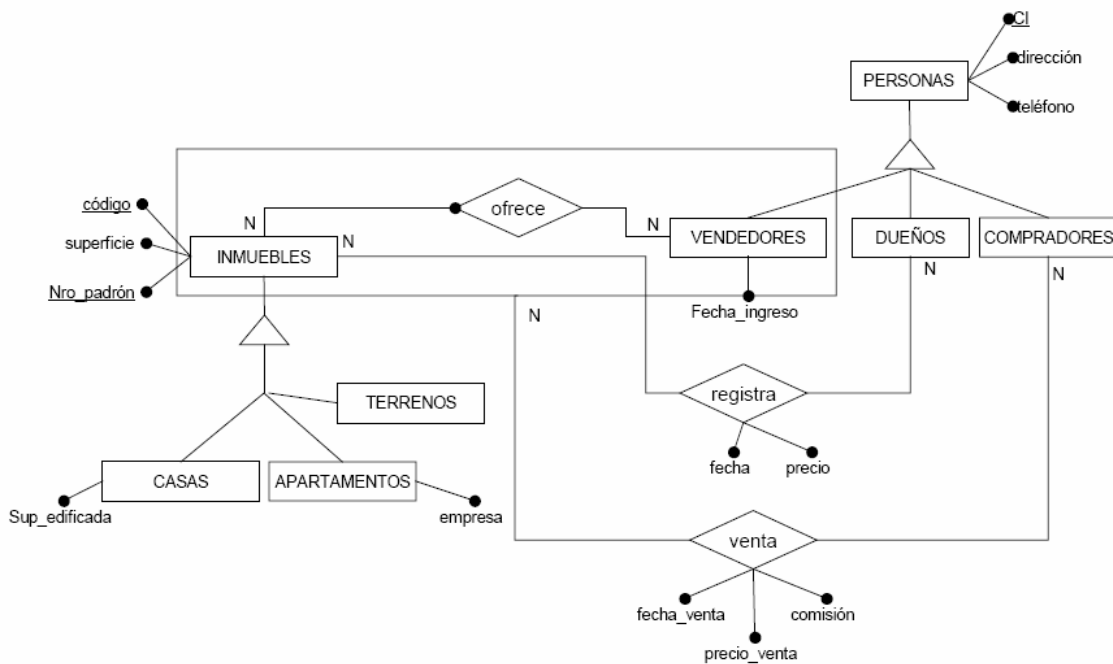 CI
dirección
PERSONAS
teléfono
código
ofrece
N
N
N
superficie
INMUEBLES
VENDEDORES
DUEÑOS
COMPRADORES
N
N
Nro_padrón
N
Fecha_ingreso
registra
TERRENOS
fecha
precio
CASAS
APARTAMENTOS
Sup_edificada
empresa
venta
fecha_venta
comisión
precio_venta